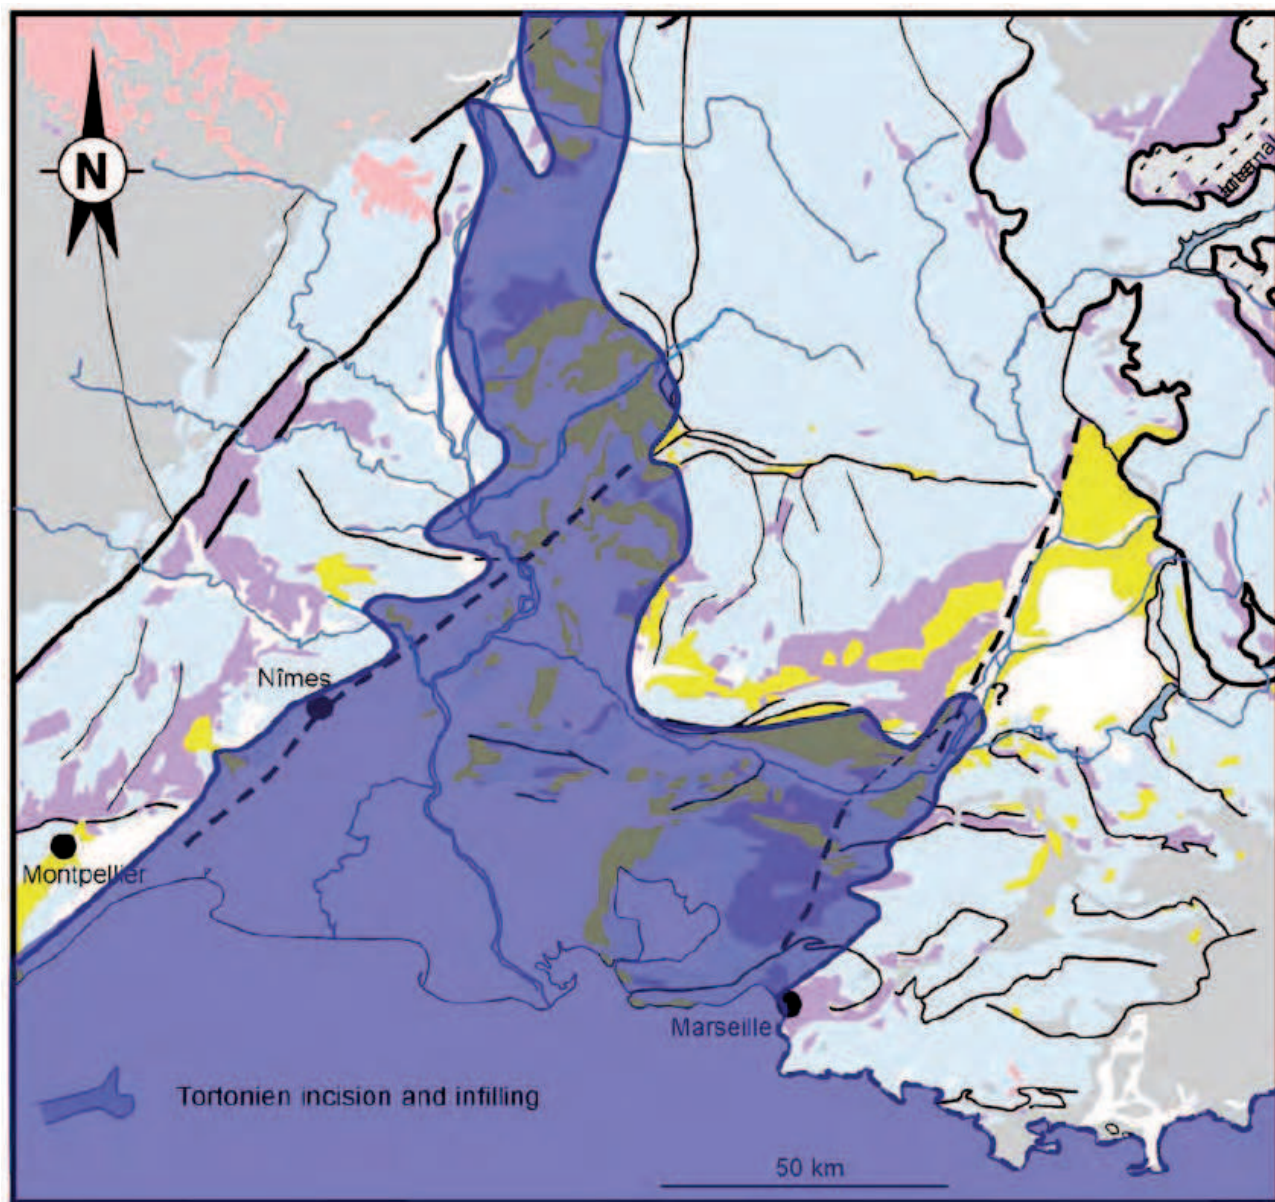 N
Nîmes
?
Montpellier
Marseille
Tortonien incision and infilling
50 km